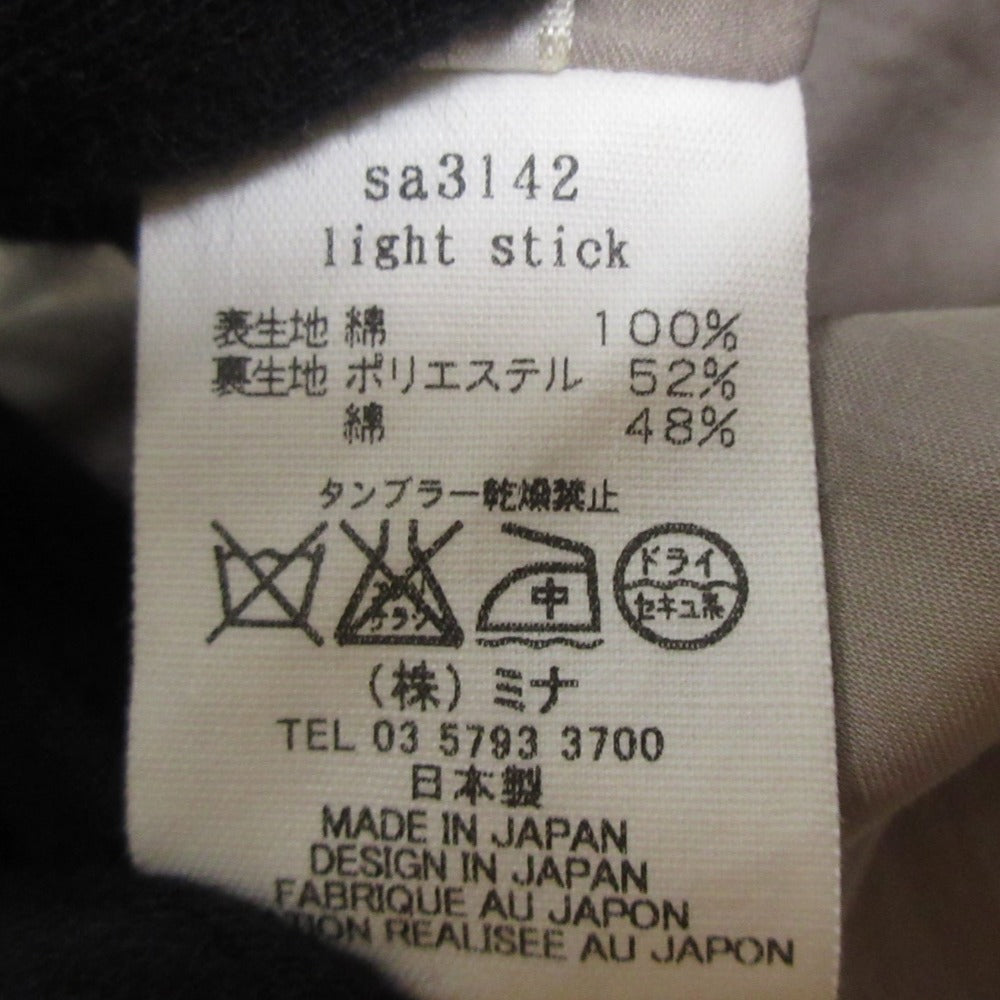 sa3142
light stick
表生地 綿 100%
裏生地 ポリエステル 52%
綿 48%
タンブラー乾燥禁止
中
ドライ
セキユ系
(株)ミナ
TEL 03 5793 3700
日本製
MADE IN JAPAN
DESIGN IN JAPAN
FABRIQUE AU JAPON
REALISEE AU JAPON